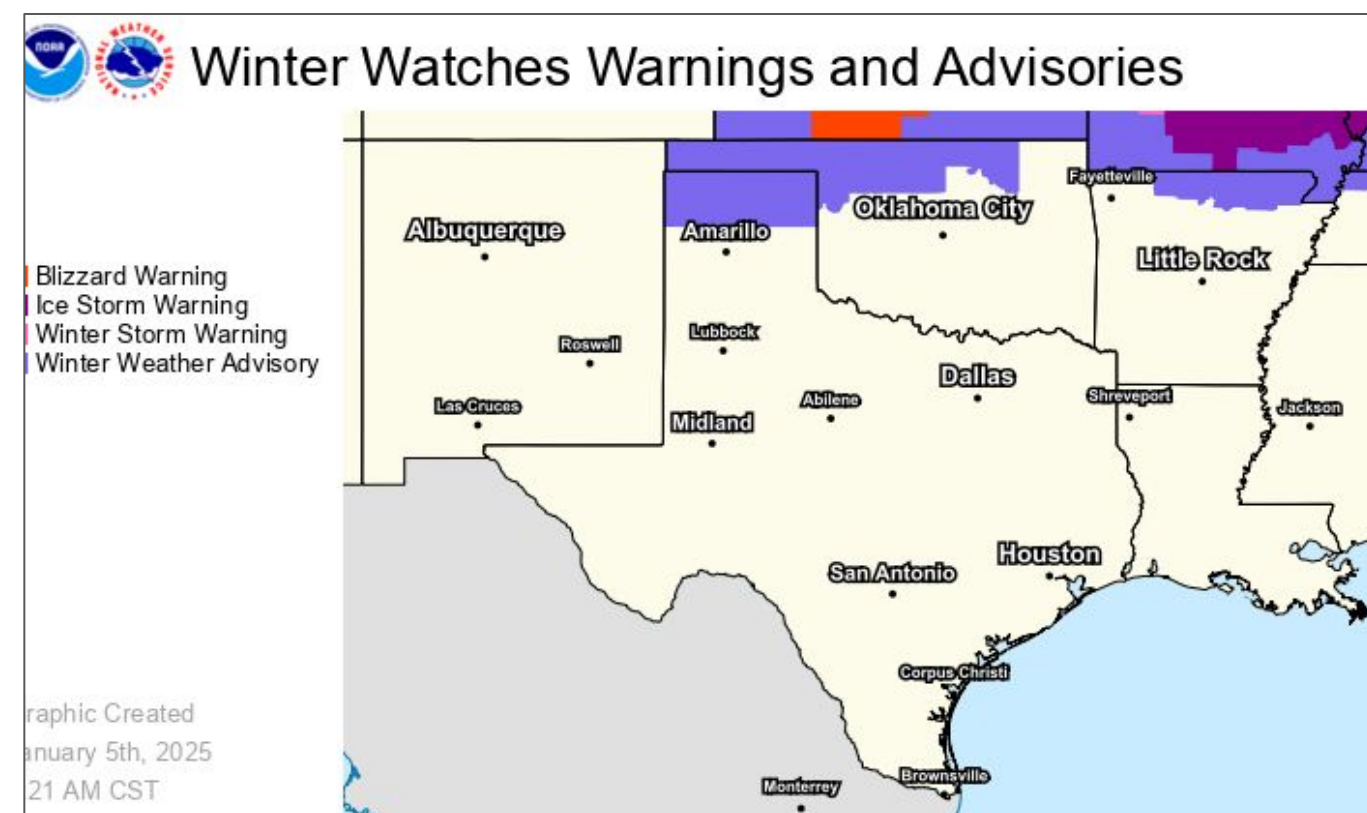 NOAA
NATIONAL WEATHER SERVICE
Winter Watches Warnings and Advisories
Blizzard Warning
Ice Storm Warning
Winter Storm Warning
Winter Weather Advisory
Fayetteville
Oklahoma City
Albuquerque
Amarillo
Little Rock
Lubbock
Roswell
Dallas
Abilene
Shreveport
Las Cruces
Jackson
Midland
Houston
San Antonio
Corpus Christi
Brownsville
Monterrey
raphic Created
anuary 5th, 2025
21 AM CST